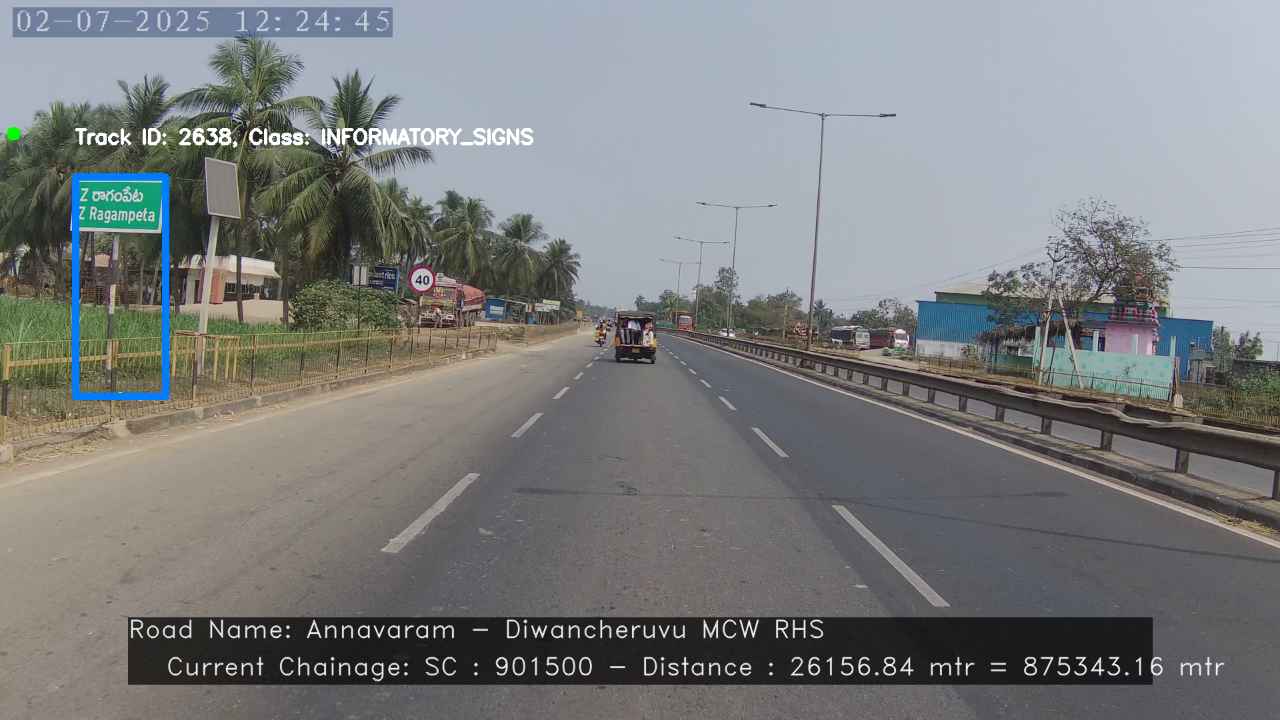 02-07-2025 12:24:45
Track ID: 2638, Class: INFORMATORY_SIGNS
Z రాగంపేట
Z Ragampeta
40
Road Name: Annavaram - Diwancheruvu MCW RHS
Current Chainage: SC : 901500 - Distance : 26156.84 mtr = 875343.16 mtr